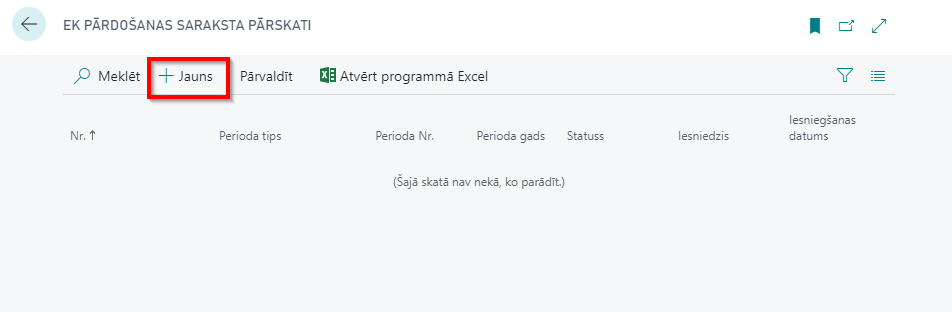 EK PĀRDOŠANAS SARAKSTA PĀRSKATI
Meklēt Jauns Pārvaldīt Atvērt programmā Excel
Nr. ↑ Perioda tips Perioda Nr. Perioda gads Statuss Iesniedzis Iesniegšanas datums
(Šajā skatā nav nekā, ko parādīt.)